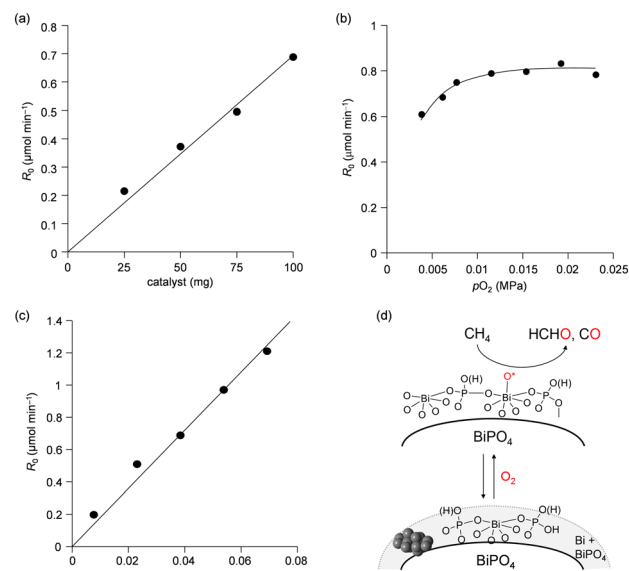 (a)
0.8
0.7
0.6
0.5
0.4
0.3
0.2
0.1
0
R₀ (μmol min⁻¹)
0
25
50
75
100
catalyst (mg)
(b)
1
0.8
0.6
0.4
0.2
0
R₀ (μmol min⁻¹)
0
0.005
0.01
0.015
0.02
0.025
pO₂ (MPa)
(c)
1.4
1.2
1
0.8
0.6
0.4
0.2
0
R₀ (μmol min⁻¹)
0
0.02
0.04
0.06
0.08
(d)
CH₄
HCHO, CO
O(H)
O*
O(H)
O
P
O
Bi
O
P
Bi
O
O
O
O
O
O
O
O
O
O
BiPO₄
O₂
(H)O
O(H)
O
O
P
Bi
P
(H)O
O
O
O
O
OH
Bi +
BiPO₄
BiPO₄